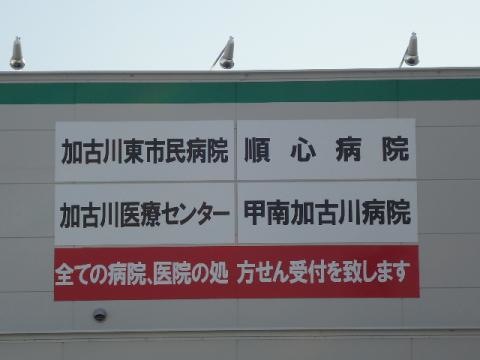 加古川東市民病院
順心病院
加古川医療センター
甲南加古川病院
全ての病院、医院の処方せん受付を致します